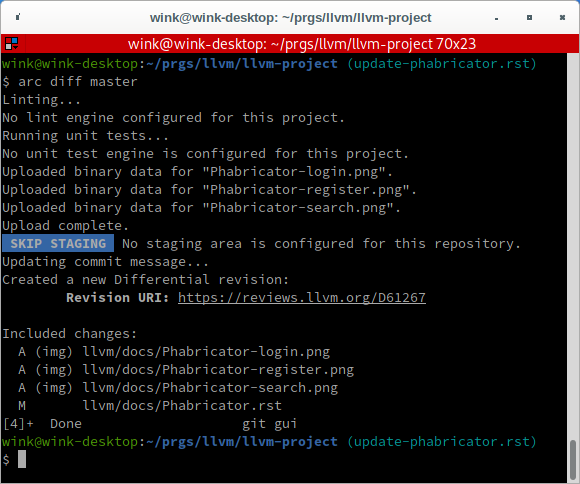 wink@wink-desktop: ~/prgs/llvm/llvm-project
wink@wink-desktop: ~/prgs/llvm/llvm-project 70x23
wink@wink-desktop:~/prgs/llvm/llvm-project (update-phabricator.rst)
$ arc diff master
Linting...
No lint engine configured for this project.
Running unit tests...
No unit test engine is configured for this project.
Uploaded binary data for "Phabricator-login.png".
Uploaded binary data for "Phabricator-register.png".
Uploaded binary data for "Phabricator-search.png".
Upload complete.
SKIP STAGING No staging area is configured for this repository.
Updating commit message...
Created a new Differential revision:
Revision URI: https://reviews.llvm.org/D61267
Included changes:
A (img) llvm/docs/Phabricator-login.png
A (img) llvm/docs/Phabricator-register.png
A (img) llvm/docs/Phabricator-search.png
M llvm/docs/Phabricator.rst
[4]+ Done git gui
wink@wink-desktop:~/prgs/llvm/llvm-project (update-phabricator.rst)
$